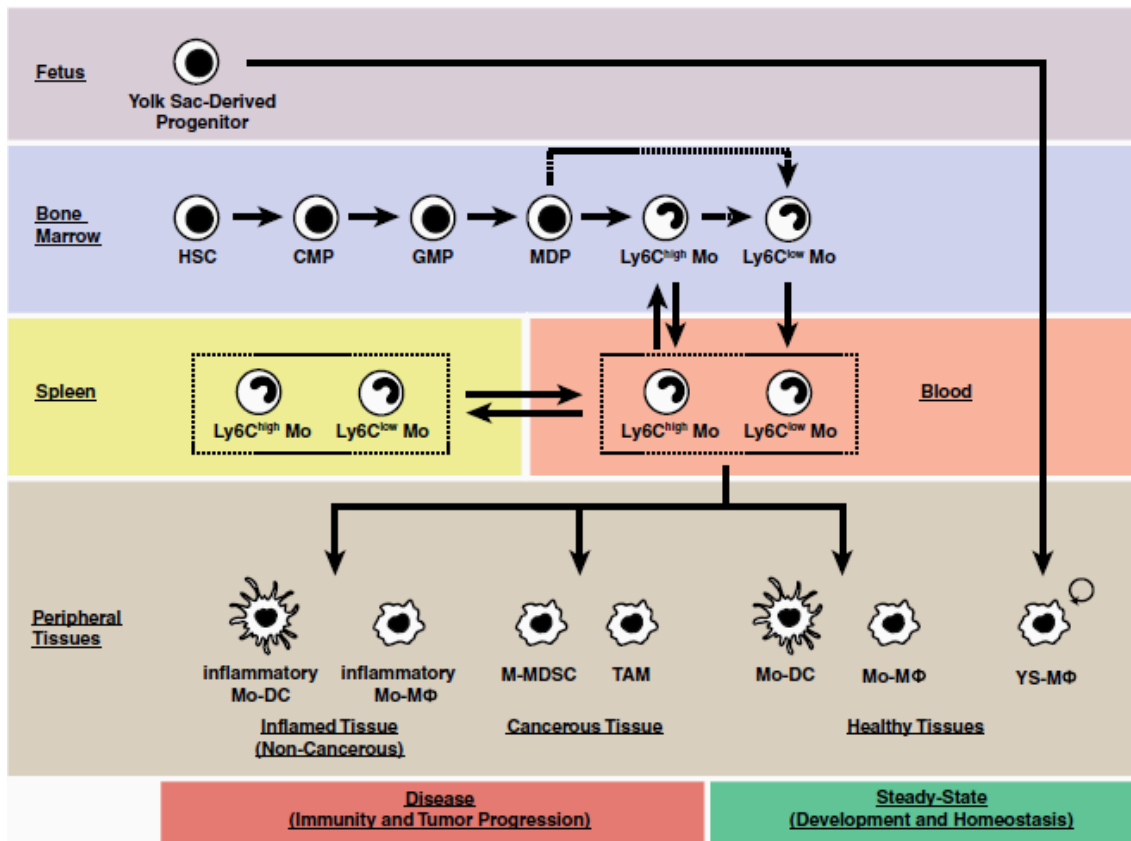 Fetus
Yolk Sac-Derived
Progenitor
Bone
Marrow
HSC
CMP
GMP
MDP
Ly6Chigh Mo
Ly6Clow Mo
Spleen
Ly6Chigh Mo
Ly6Clow Mo
Ly6Chigh Mo
Ly6Clow Mo
Blood
Peripheral
Tissues
inflammatory
Mo-DC
inflammatory
Mo-MΦ
M-MDSC
TAM
Mo-DC
Mo-MΦ
YS-MΦ
Inflamed Tissue
(Non-Cancerous)
Cancerous Tissue
Healthy Tissues
Disease
(Immunity and Tumor Progression)
Steady-State
(Development and Homeostasis)